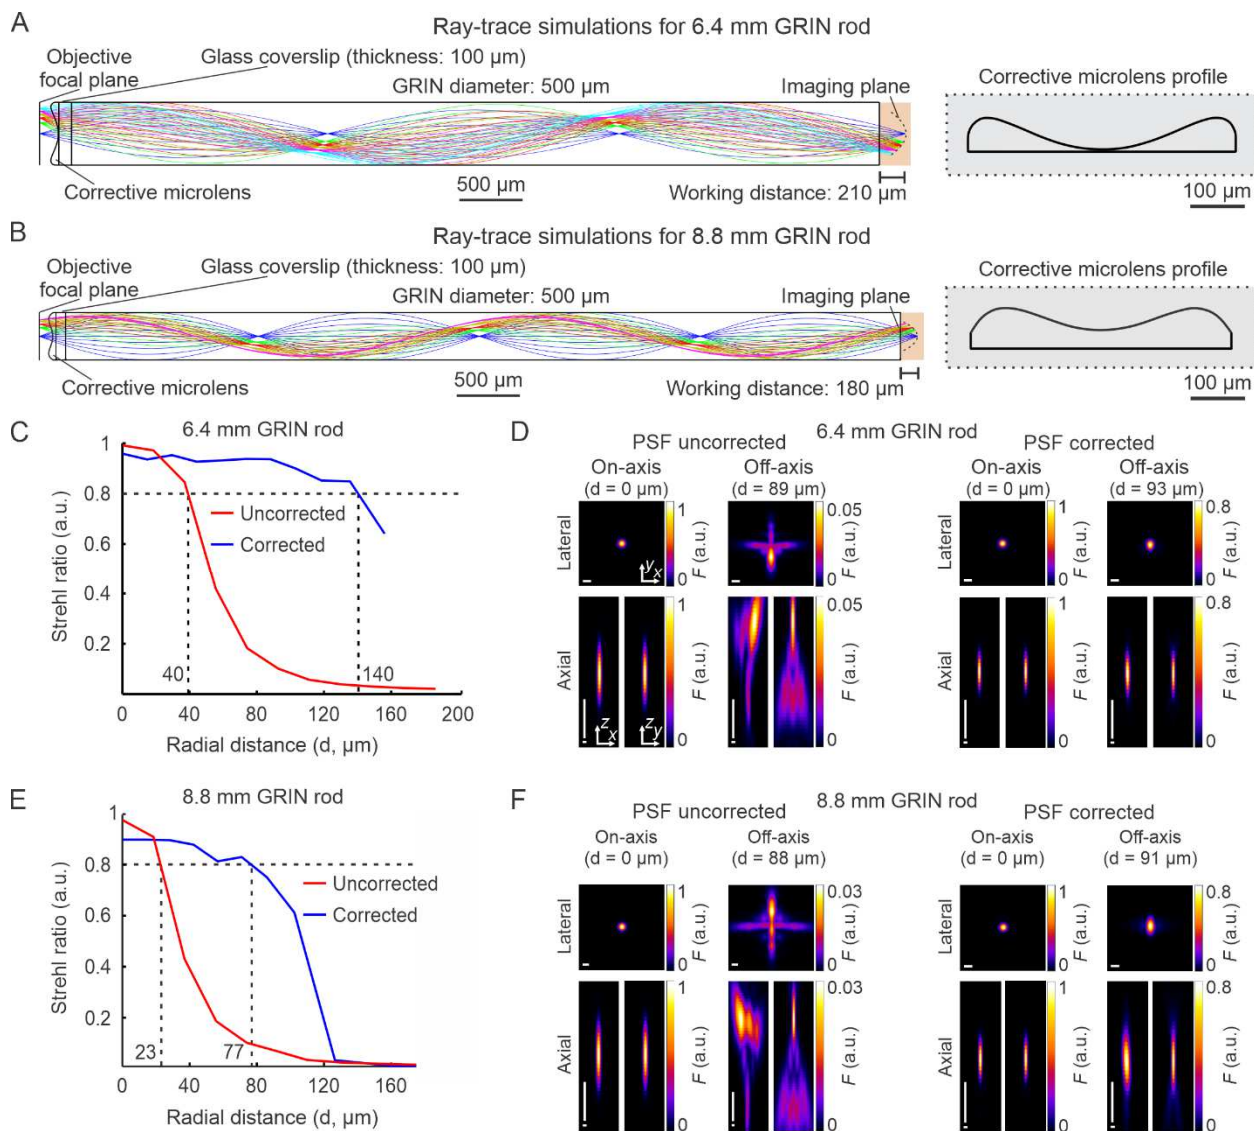 A
Ray-trace simulations for 6.4 mm GRIN rod
Objective
focal plane
Glass coverslip (thickness: 100 µm)
GRIN diameter: 500 µm
Imaging plane
Corrective microlens profile
Corrective microlens
500 µm
Working distance: 210 µm
100 µm
B
Ray-trace simulations for 8.8 mm GRIN rod
Objective
focal plane
Glass coverslip (thickness: 100 µm)
GRIN diameter: 500 µm
Imaging plane
Corrective microlens profile
Corrective microlens
500 µm
Working distance: 180 µm
100 µm
C
6.4 mm GRIN rod
Strehl ratio (a.u.)
1
0.8
0.6
0.4
0.2
Uncorrected
Corrected
40
140
0 40 80 120 160 200
Radial distance (d, µm)
D
6.4 mm GRIN rod
PSF uncorrected
PSF corrected
On-axis
(d = 0 µm)
Off-axis
(d = 89 µm)
On-axis
(d = 0 µm)
Off-axis
(d = 93 µm)
Lateral
y
x
1
0
F (a.u.)
0.05
0
F (a.u.)
1
0
F (a.u.)
0.8
0
F (a.u.)
Axial
z
x
z
y
1
0
F (a.u.)
0.05
0
F (a.u.)
1
0
F (a.u.)
0.8
0
F (a.u.)
E
8.8 mm GRIN rod
Strehl ratio (a.u.)
1
0.8
0.6
0.4
0.2
Uncorrected
Corrected
23
77
0 40 80 120 160
Radial distance (d, µm)
F
8.8 mm GRIN rod
PSF uncorrected
PSF corrected
On-axis
(d = 0 µm)
Off-axis
(d = 88 µm)
On-axis
(d = 0 µm)
Off-axis
(d = 91 µm)
Lateral
1
0
F (a.u.)
0.03
0
F (a.u.)
1
0
F (a.u.)
0.8
0
F (a.u.)
Axial
1
0
F (a.u.)
0.03
0
F (a.u.)
1
0
F (a.u.)
0.8
0
F (a.u.)